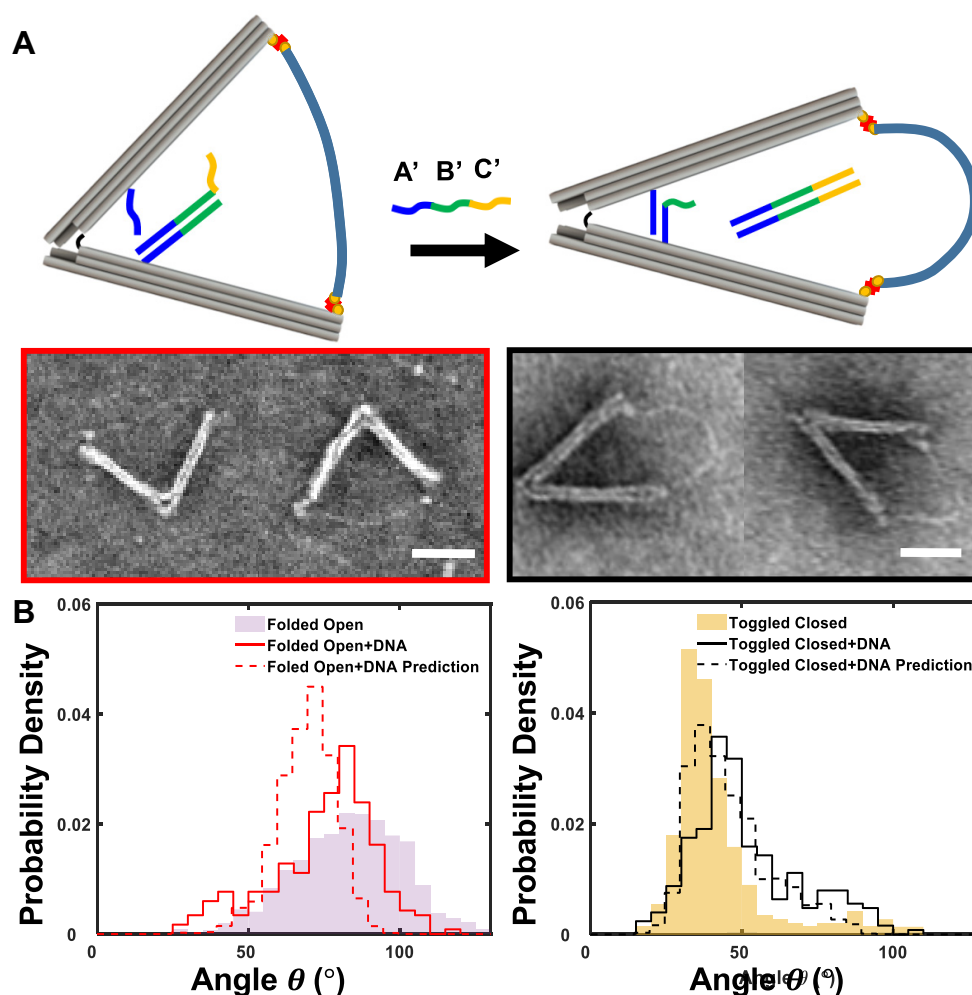 A
A’ B’ C’
B
0.06
0.04
0.02
0
Probability Density
Folded Open
Folded Open+DNA
Foled Open+DNA Prediction
0 50 100
Angle θ (°)
0.06
0.04
0.02
0
Probability Density
Toggled Closed
Toggled Closed+DNA
Toggled Closed+DNA Prediction
0 50 100
Angle θ (°)
Angle θ (°)